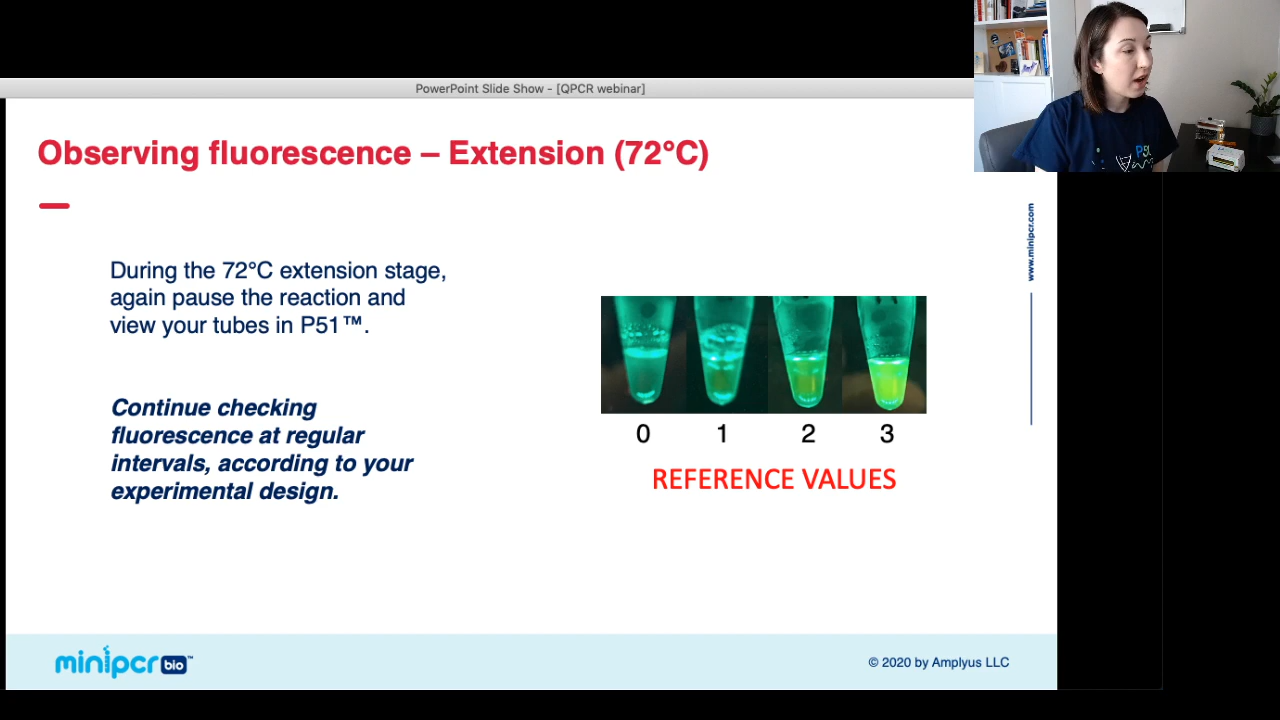 PowerPoint Slide Show - [QPCR webinar]
Observing fluorescence – Extension (72°C)
During the 72°C extension stage,
again pause the reaction and
view your tubes in P51™.
Continue checking
fluorescence at regular
intervals, according to your
experimental design.
0 1 2 3
REFERENCE VALUES
www.minipcr.com
minipcr bio™
© 2020 by Amplyus LLC
P51